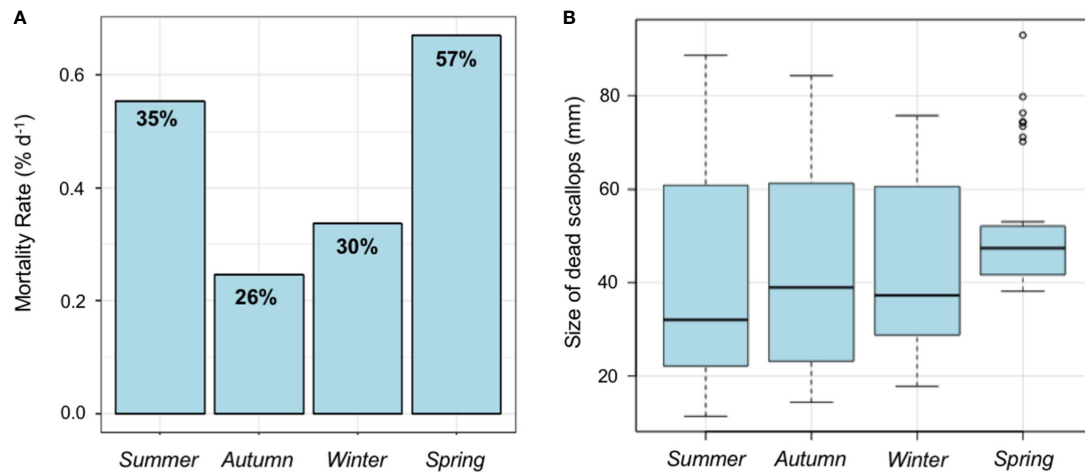 A
Mortality Rate (% d-1)
0.6
0.4
0.2
0.0
35%
26%
30%
57%
Summer
Autumn
Winter
Spring
B
Size of dead scallops (mm)
80
60
40
20
Summer
Autumn
Winter
Spring